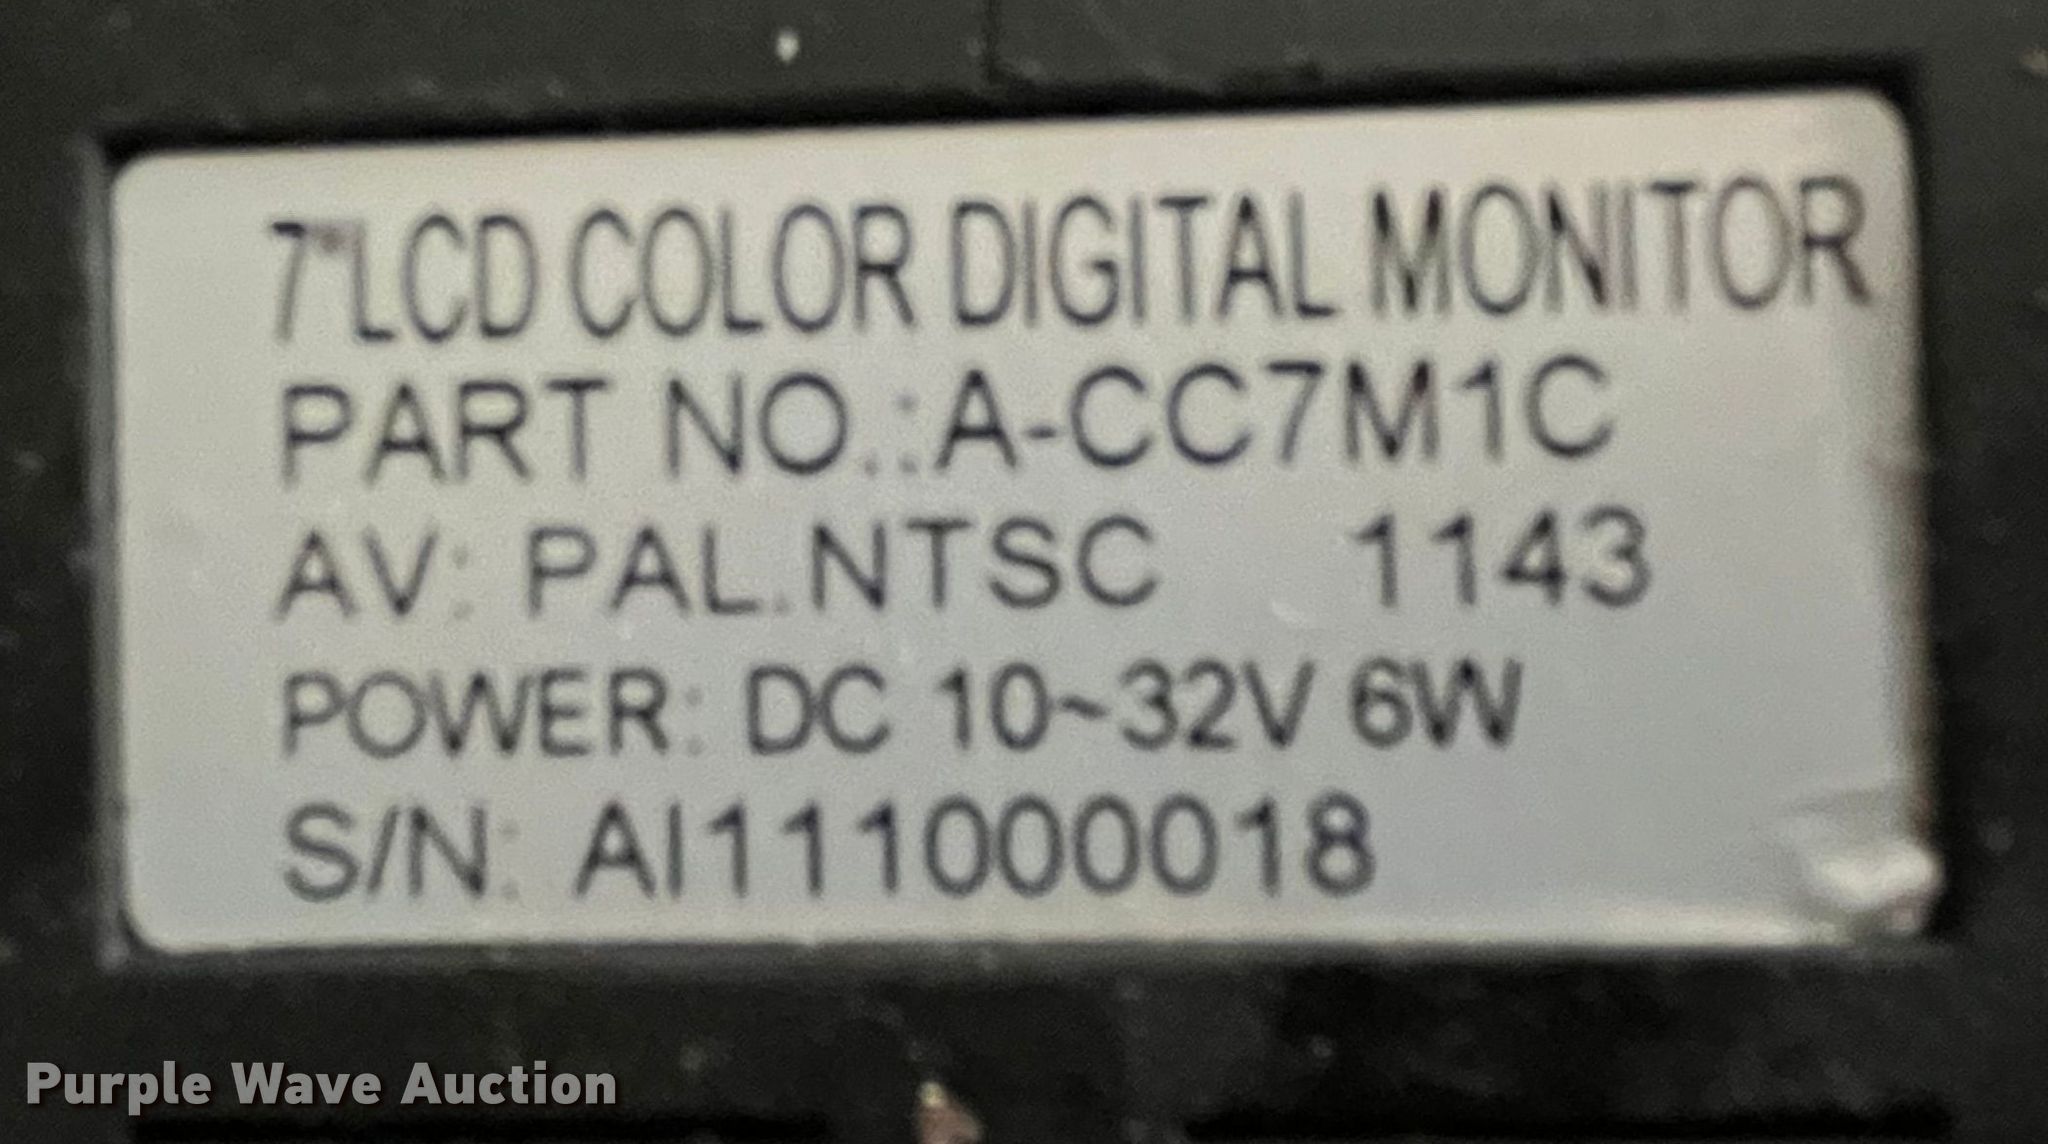 7"LCD COLOR DIGITAL MONITOR
PART NO.:A-CC7M1C
AV: PAL.NTSC 1143
POWER: DC 10~32V 6W
S/N: AI111000018
Purple Wave Auction